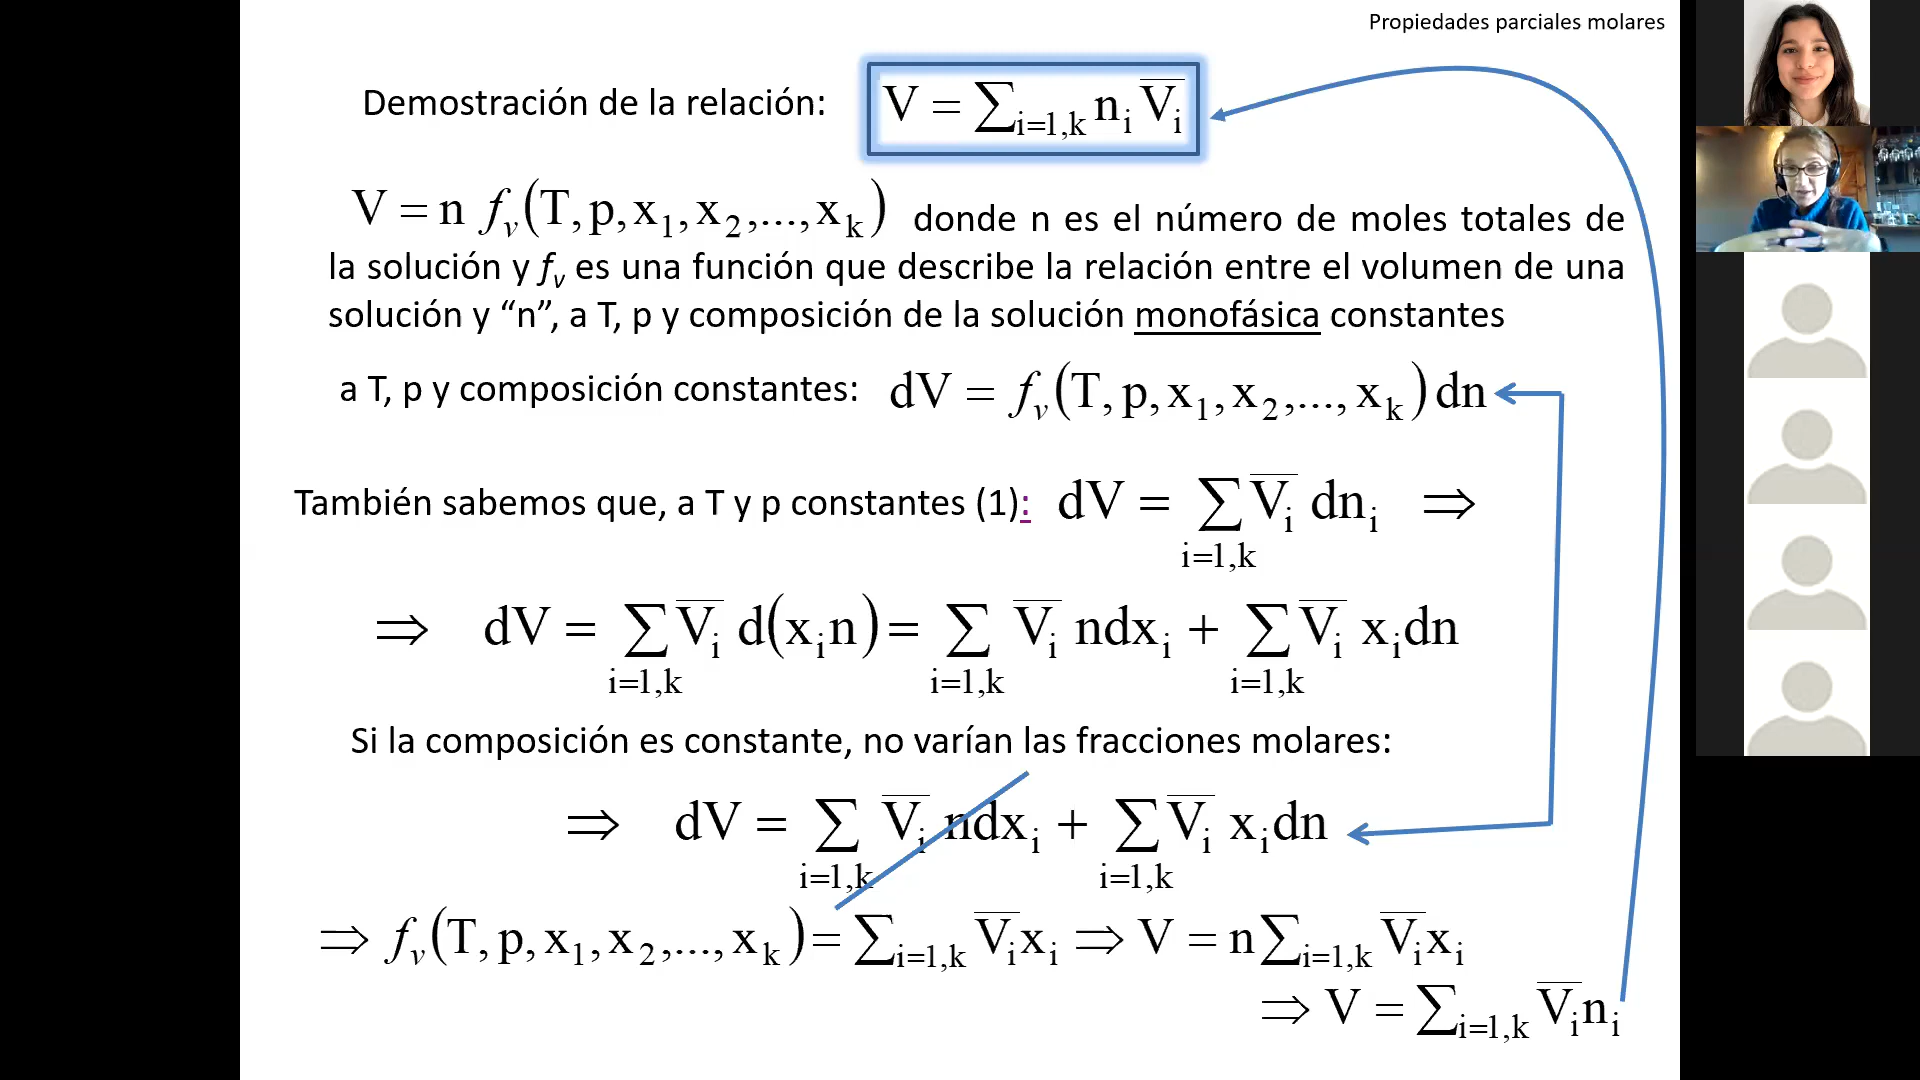 Propiedades parciales molares
Demostración de la relación: V = ∑i=1,k ni V̅i
V = n fv(T, p, x1, x2,..., xk) donde n es el número de moles totales de
la solución y fv es una función que describe la relación entre el volumen de una
solución y “n”, a T, p y composición de la solución monofásica constantes
a T, p y composición constantes: dV = fv(T, p, x1, x2,..., xk) dn
También sabemos que, a T y p constantes (1): dV = ∑i=1,k V̅i dni ⇒
⇒ dV = ∑i=1,k V̅i d(xin) = ∑i=1,k V̅i ndxi + ∑i=1,k V̅i xidn
Si la composición es constante, no varían las fracciones molares:
⇒ dV = ∑i=1,k V̅i ndxi + ∑i=1,k V̅i xidn
⇒ fv(T, p, x1, x2,..., xk) = ∑i=1,k V̅ixi ⇒ V = n∑i=1,k V̅ixi
⇒ V = ∑i=1,k V̅ini